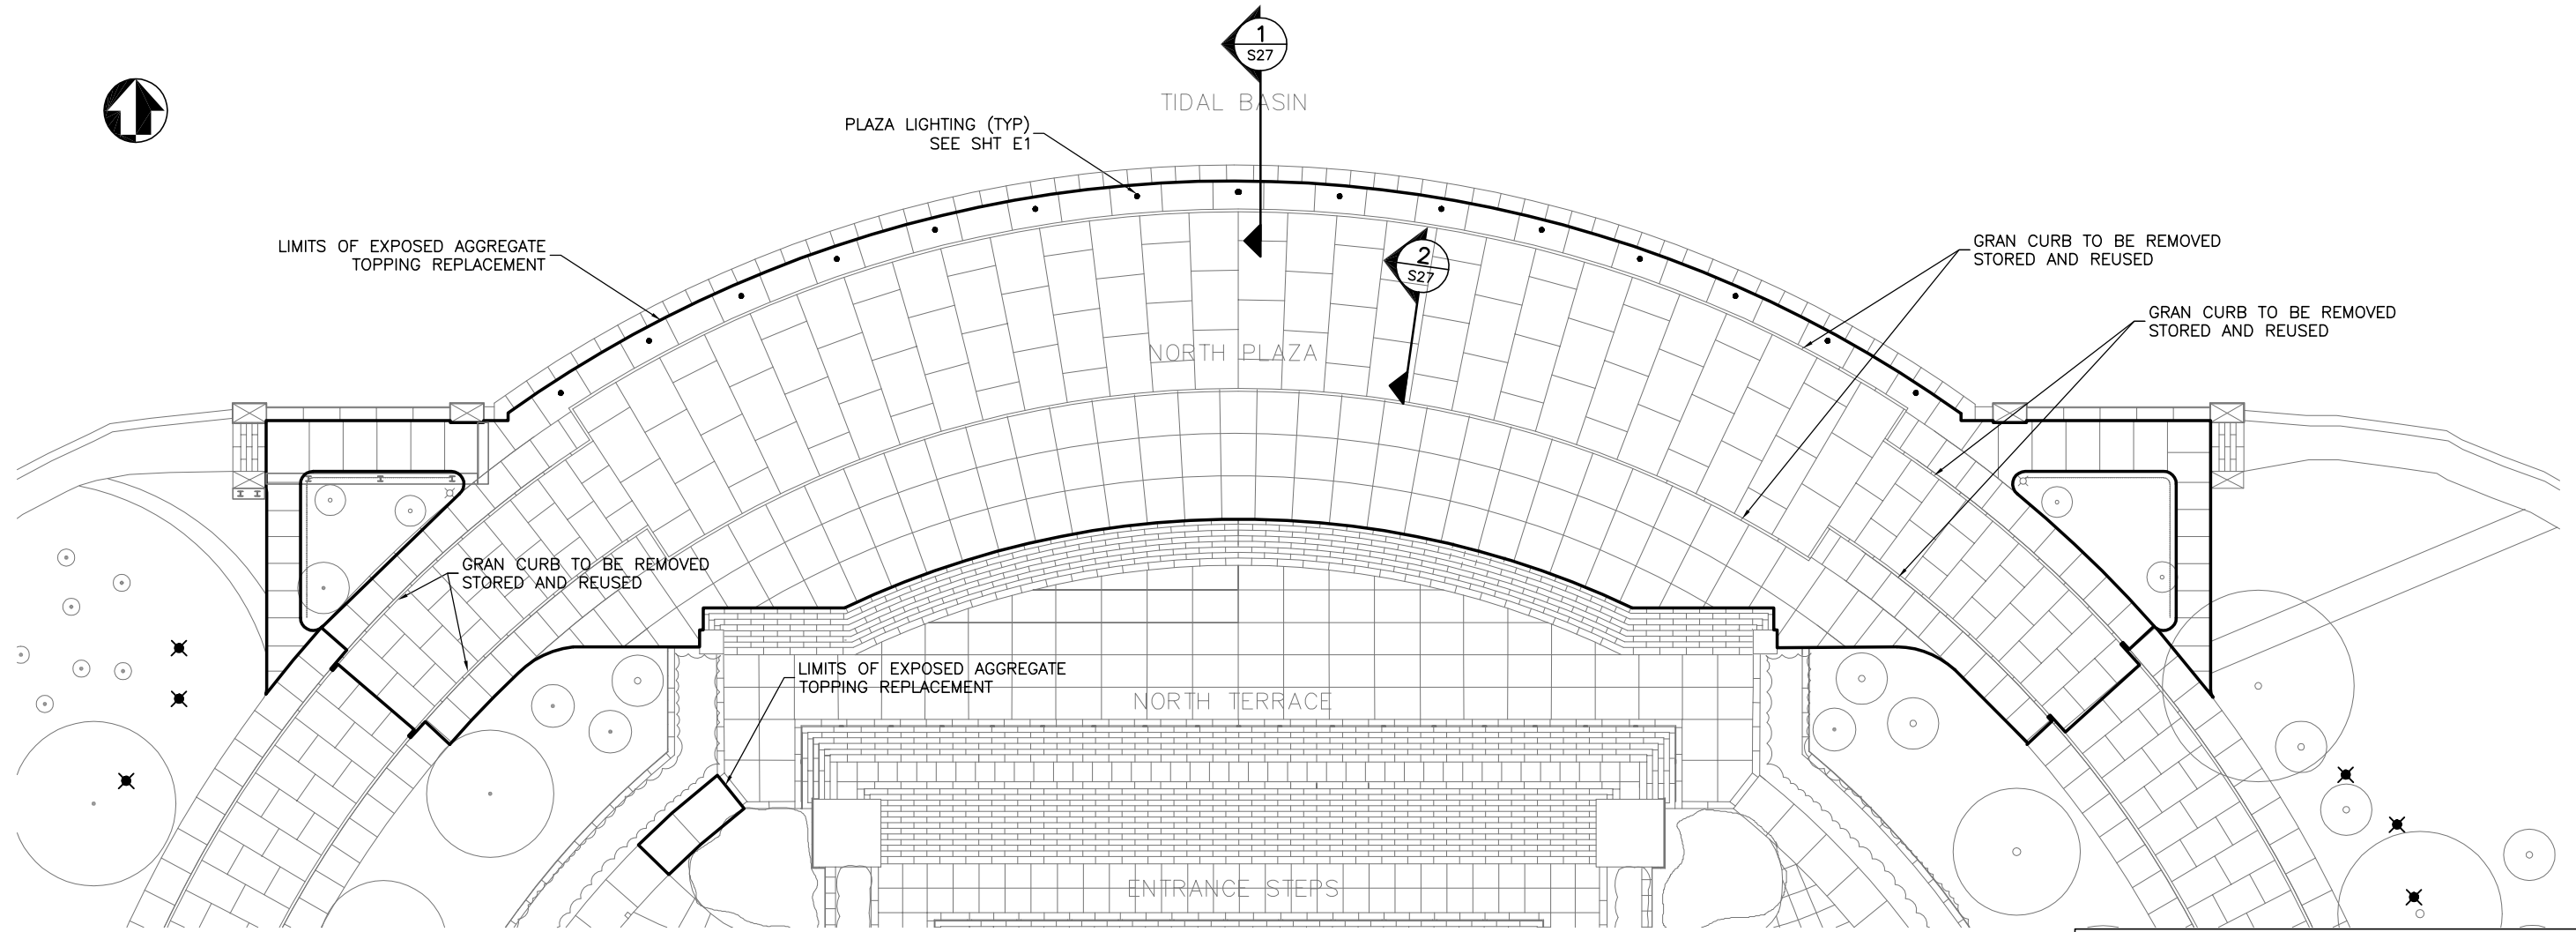 1
S27
TIDAL BASIN
PLAZA LIGHTING (TYP)
SEE SHT E1
LIMITS OF EXPOSED AGGREGATE
TOPPING REPLACEMENT
2
S27
GRAN CURB TO BE REMOVED
STORED AND REUSED
GRAN CURB TO BE REMOVED
STORED AND REUSED
NORTH PLAZA
GRAN CURB TO BE REMOVED
STORED AND REUSED
LIMITS OF EXPOSED AGGREGATE
TOPPING REPLACEMENT
NORTH TERRACE
ENTRANCE STEPS